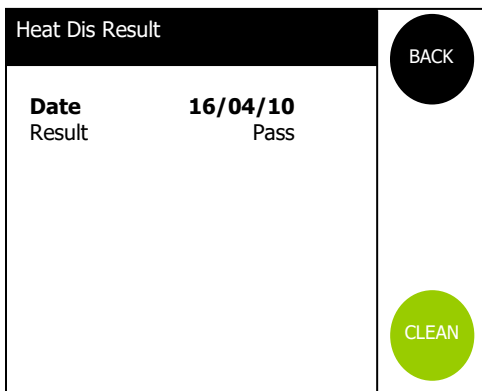 Heat Dis Result
BACK
Date 16/04/10
Result Pass
CLEAN